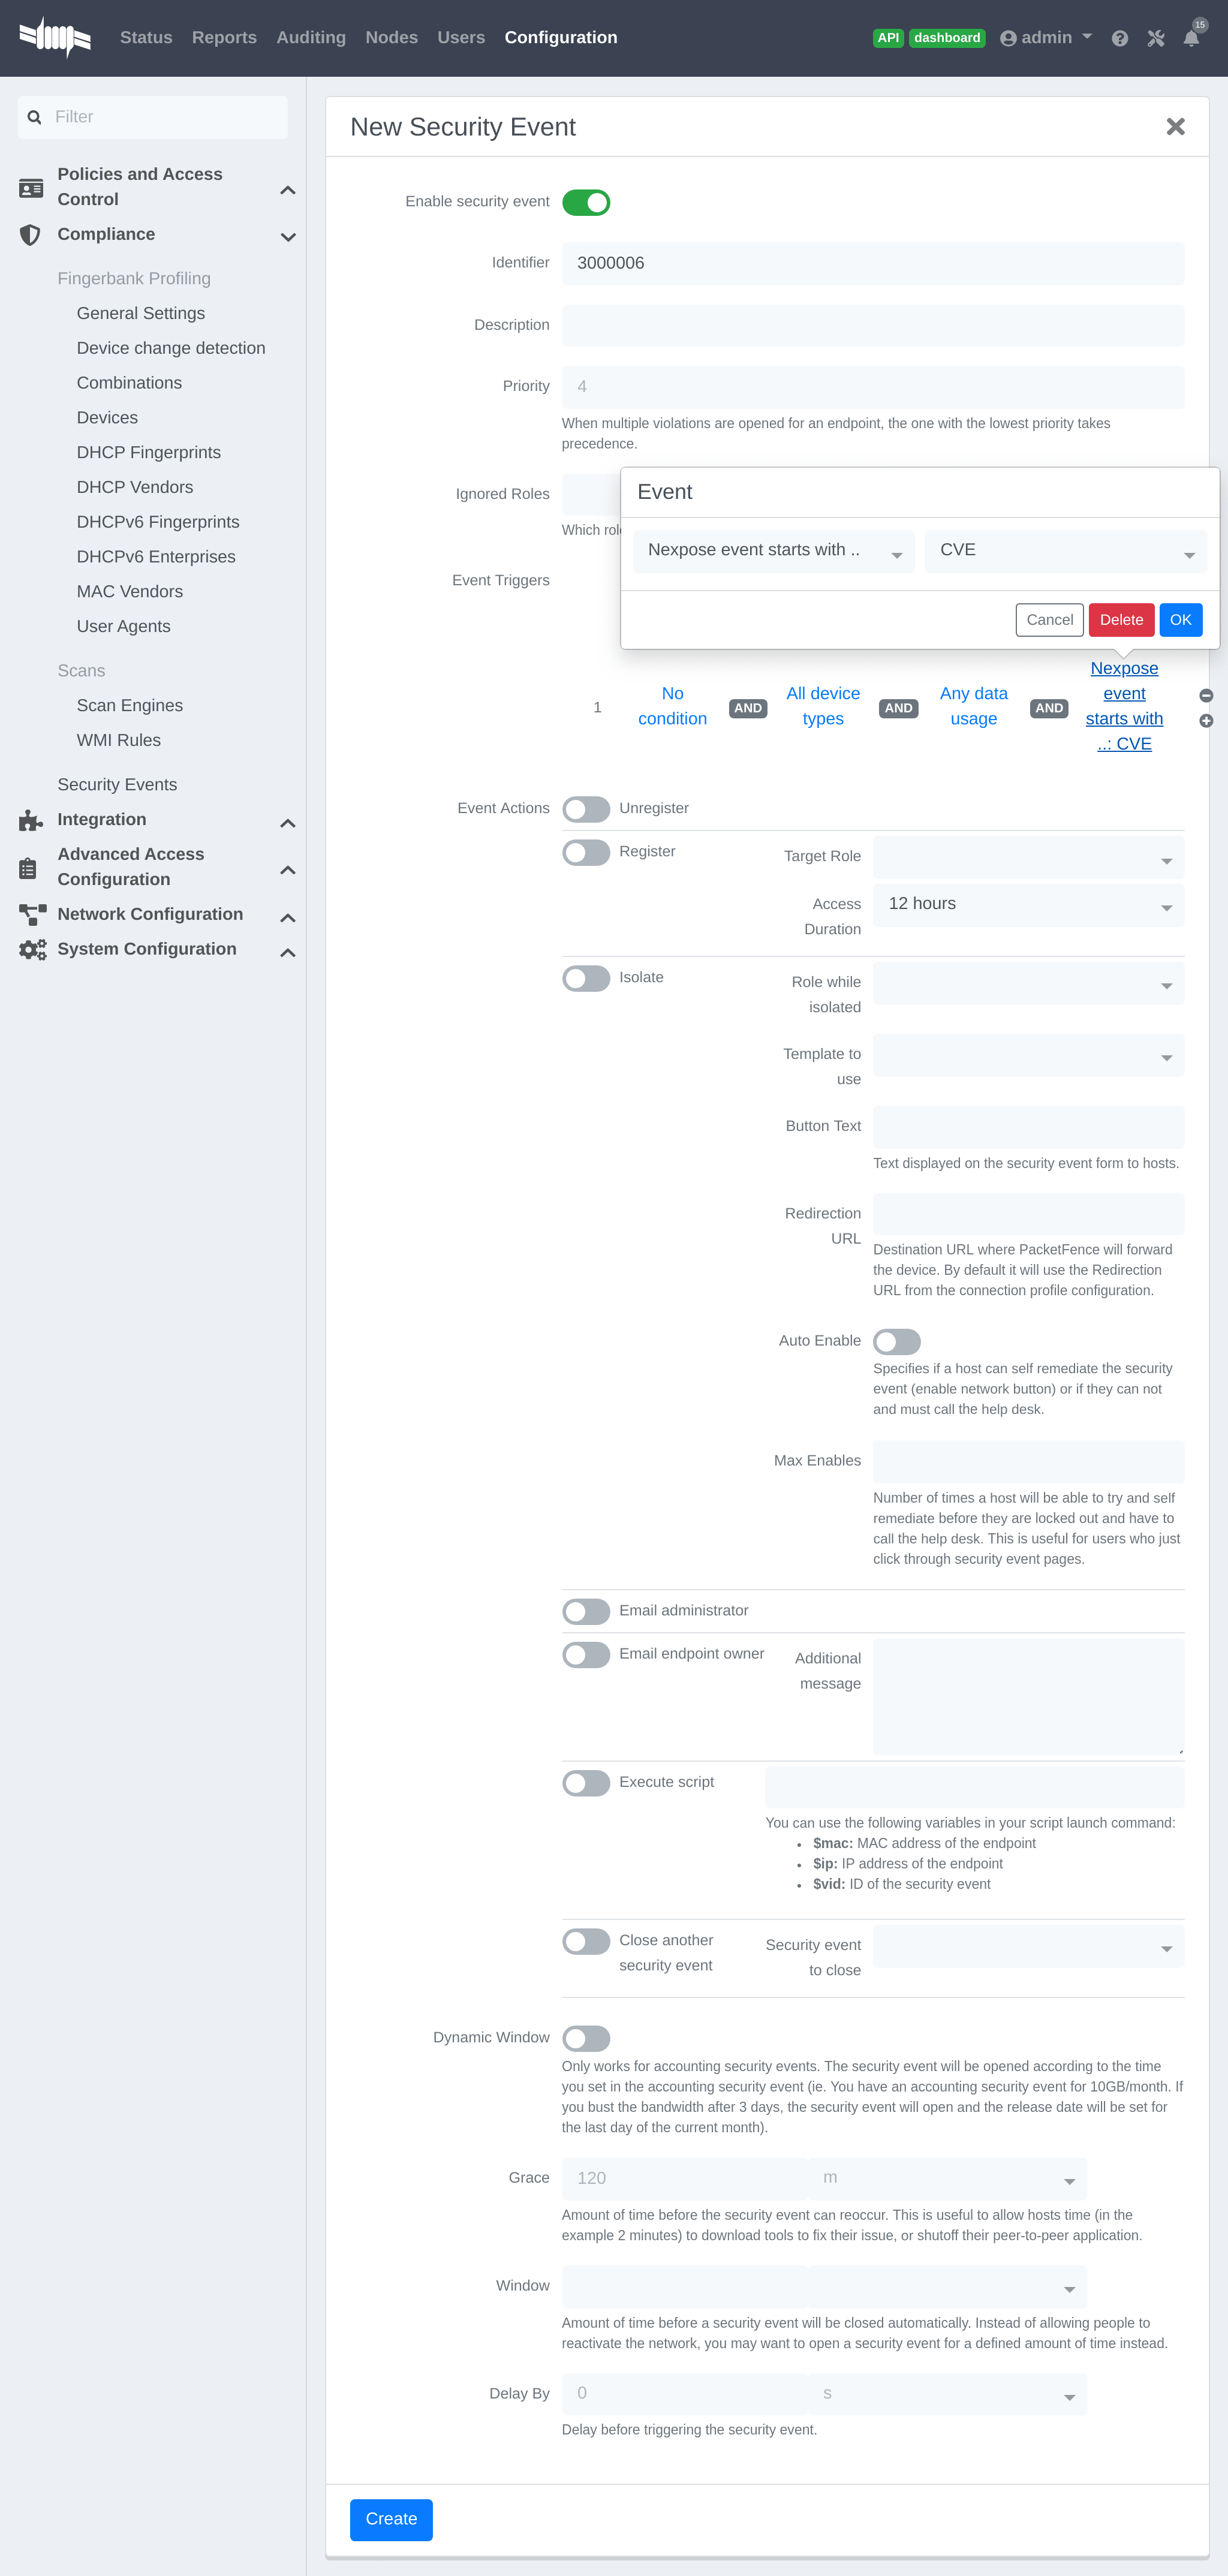 Status Reports Auditing Nodes Users Configuration API dashboard admin 15
Filter
Policies and Access
Control
Compliance
Fingerbank Profiling
General Settings
Device change detection
Combinations
Devices
DHCP Fingerprints
DHCP Vendors
DHCPv6 Fingerprints
DHCPv6 Enterprises
MAC Vendors
User Agents
Scans
Scan Engines
WMI Rules
Security Events
Integration
Advanced Access
Configuration
Network Configuration
System Configuration
New Security Event
Enable security event
Identifier 3000006
Description
Priority 4
When multiple violations are opened for an endpoint, the one with the lowest priority takes
precedence.
Ignored Roles
Which
Event
Nexpose event starts with .. CVE
Cancel Delete OK
Event Triggers
1 No
condition
AND
All device
types
AND
Any data
usage
AND
Nexpose
event
starts with
..: CVE
Event Actions Unregister
Register Target Role
Access
Duration
12 hours
Isolate Role while
isolated
Template to
use
Button Text
Text displayed on the security event form to hosts.
Redirection
URL
Destination URL where PacketFence will forward
the device. By default it will use the Redirection
URL from the connection profile configuration.
Auto Enable
Specifies if a host can self remediate the security
event (enable network button) or if they can not
and must call the help desk.
Max Enables
Number of times a host will be able to try and self
remediate before they are locked out and have to
call the help desk. This is useful for users who just
click through security event pages.
Email administrator
Email endpoint owner Additional
message
Execute script
You can use the following variables in your script launch command:
• $mac: MAC address of the endpoint
• $ip: IP address of the endpoint
• $vid: ID of the security event
Close another
security event
Security event
to close
Dynamic Window
Only works for accounting security events. The security event will be opened according to the time
you set in the accounting security event (ie. You have an accounting security event for 10GB/month. If
you bust the bandwidth after 3 days, the security event will open and the release date will be set for
the last day of the current month).
Grace 120 m
Amount of time before the security event can reoccur. This is useful to allow hosts time (in the
example 2 minutes) to download tools to fix their issue, or shutoff their peer-to-peer application.
Window
Amount of time before a security event will be closed automatically. Instead of allowing people to
reactivate the network, you may want to open a security event for a defined amount of time instead.
Delay By 0 s
Delay before triggering the security event.
Create